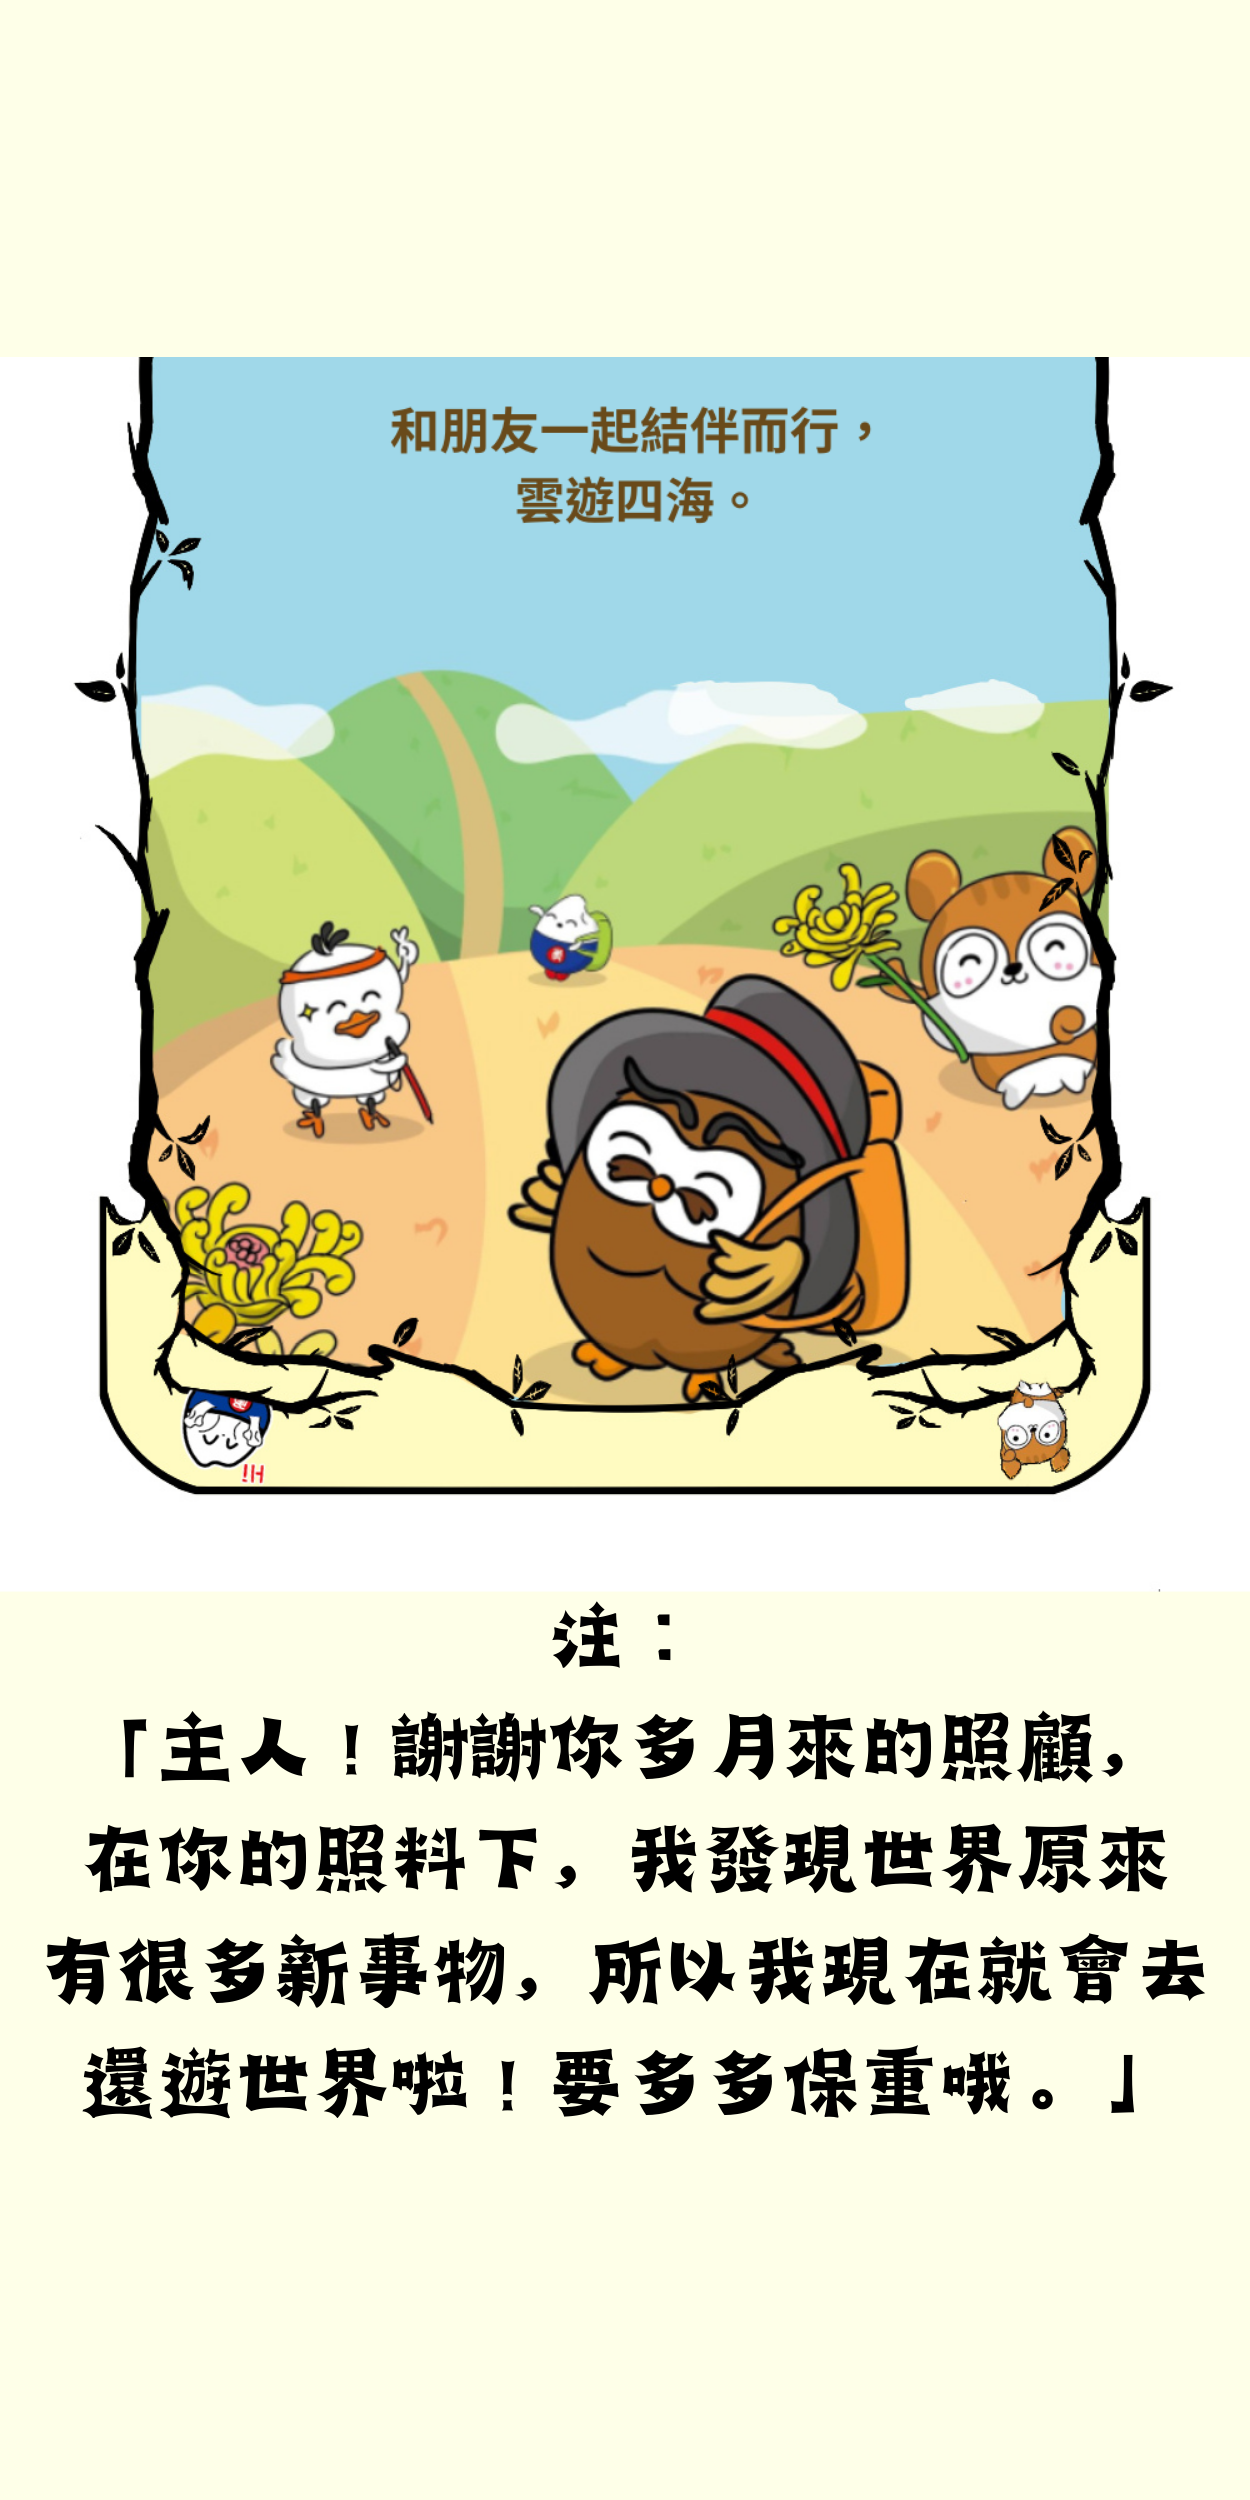 和朋友一起結伴而行，
雲遊四海。
Hi!
注：
「主人！謝謝你多月來的照顧，
在你的照料下，我發現世界原來
有很多新事物，所以我現在就會去
還遊世界啦！要多多保重哦。」